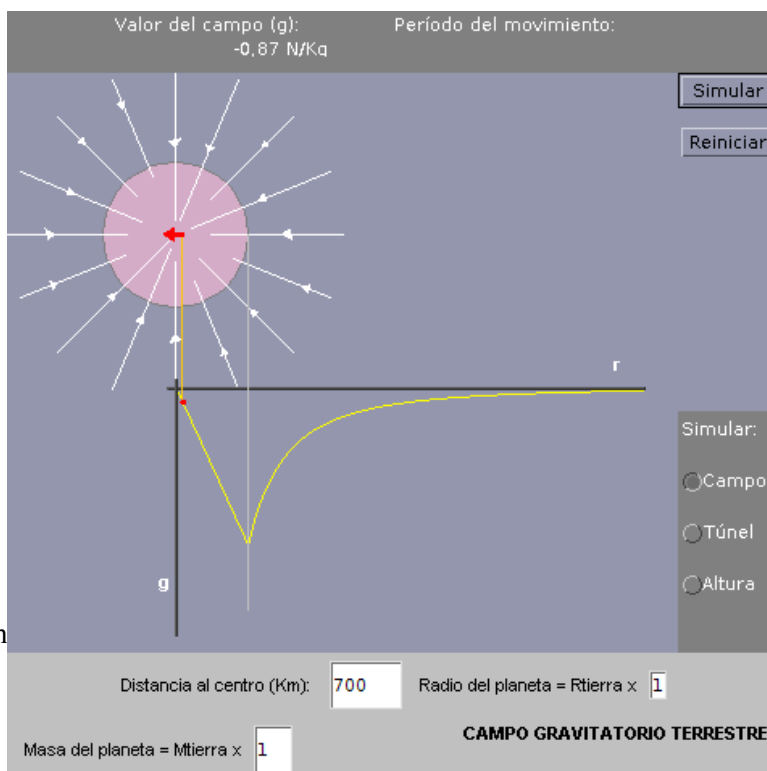 Valor del campo (g): Período del movimiento:
-0,87 N/Kg
Simular
Reiniciar
r
Simular:
Campo
Túnel
g
Altura
Distancia al centro (Km): 700 Radio del planeta = Rtierra x 1
CAMPO GRAVITATORIO TERRESTRE
Masa del planeta = Mtierra x 1